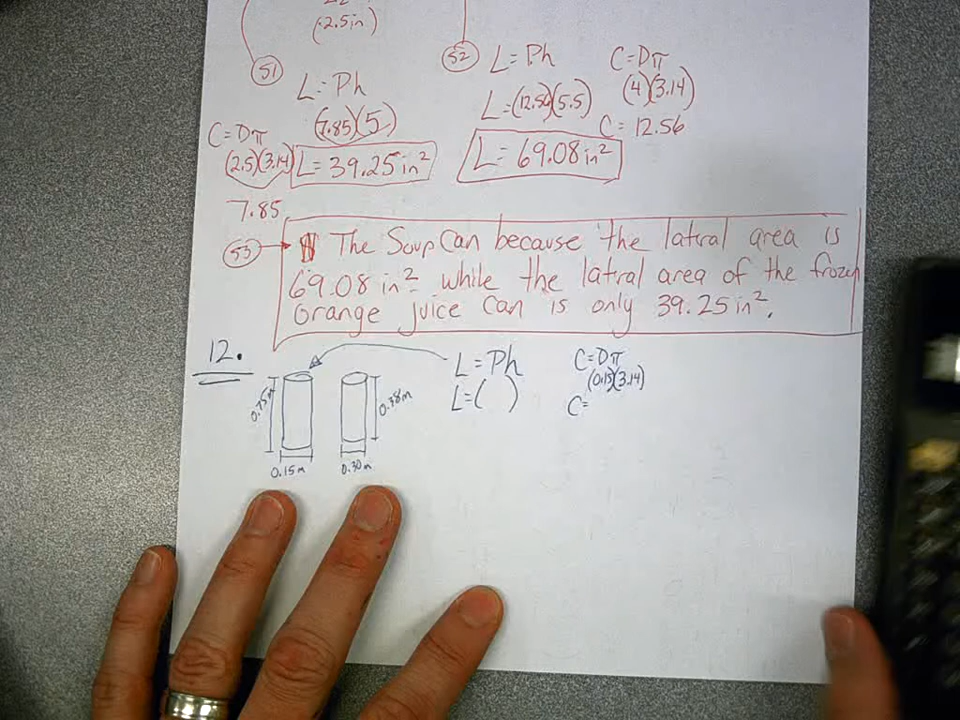 (2.5in)
51
L=Ph
(7.85)(5)
C=Dπ
(2.5)(3.14)
L=39.25in²
7.85
52
L=Ph
L=(12.56)(5.5)
L=69.08in²
C=Dπ
(4)(3.14)
C=12.56
53
The Soup Can because the latral area is
69.08 in² while the latral area of the frozen
Orange juice can is only 39.25in².
12.
0.75m
0.15m
0.38m
0.30m
L=Ph
L=( )
C=Dπ
(0.15)(3.14)
C=